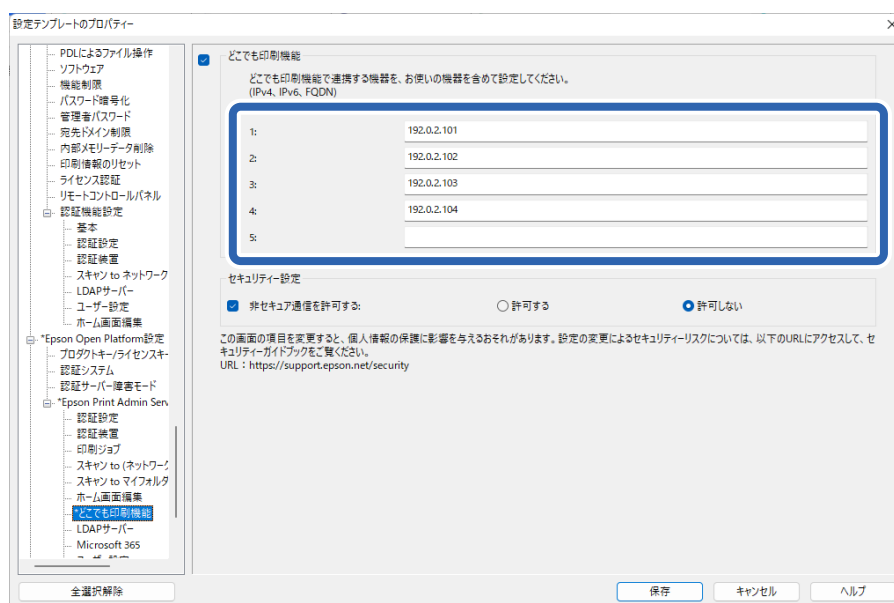 設定テンプレートのプロパティー
PDLによるファイル操作
ソフトウェア
機能制限
パスワード暗号化
管理者パスワード
宛先ドメイン制限
内部メモリーデータ削除
印刷情報のリセット
ライセンス認証
リモートコントロールパネル
認証機能設定
基本
認証設定
認証装置
スキャン to ネットワーク
LDAPサーバー
ユーザー設定
ホーム画面編集
*Epson Open Platform設定
プロダクトキー/ライセンスキー
認証システム
認証サーバー障害モード
*Epson Print Admin Serv
認証設定
認証装置
印刷ジョブ
スキャン to (ネットワーク
スキャン to マイフォルダ
ホーム画面編集
*どこでも印刷機能
LDAPサーバー
Microsoft 365
全選択解除
どこでも印刷機能
どこでも印刷機能で連携する機器を、お使いの機器を含めて設定してください。
(IPv4、IPv6、FQDN)
1: 192.0.2.101
2: 192.0.2.102
3: 192.0.2.103
4: 192.0.2.104
5:
セキュリティー設定
非セキュア通信を許可する: 許可する 許可しない
この画面の項目を変更すると、個人情報の保護に影響を与えるおそれがあります。設定の変更によるセキュリティーリスクについては、以下のURLにアクセスして、セ
キュリティーガイドブックをご覧ください。
URL：https://support.epson.net/security
保存 キャンセル ヘルプ